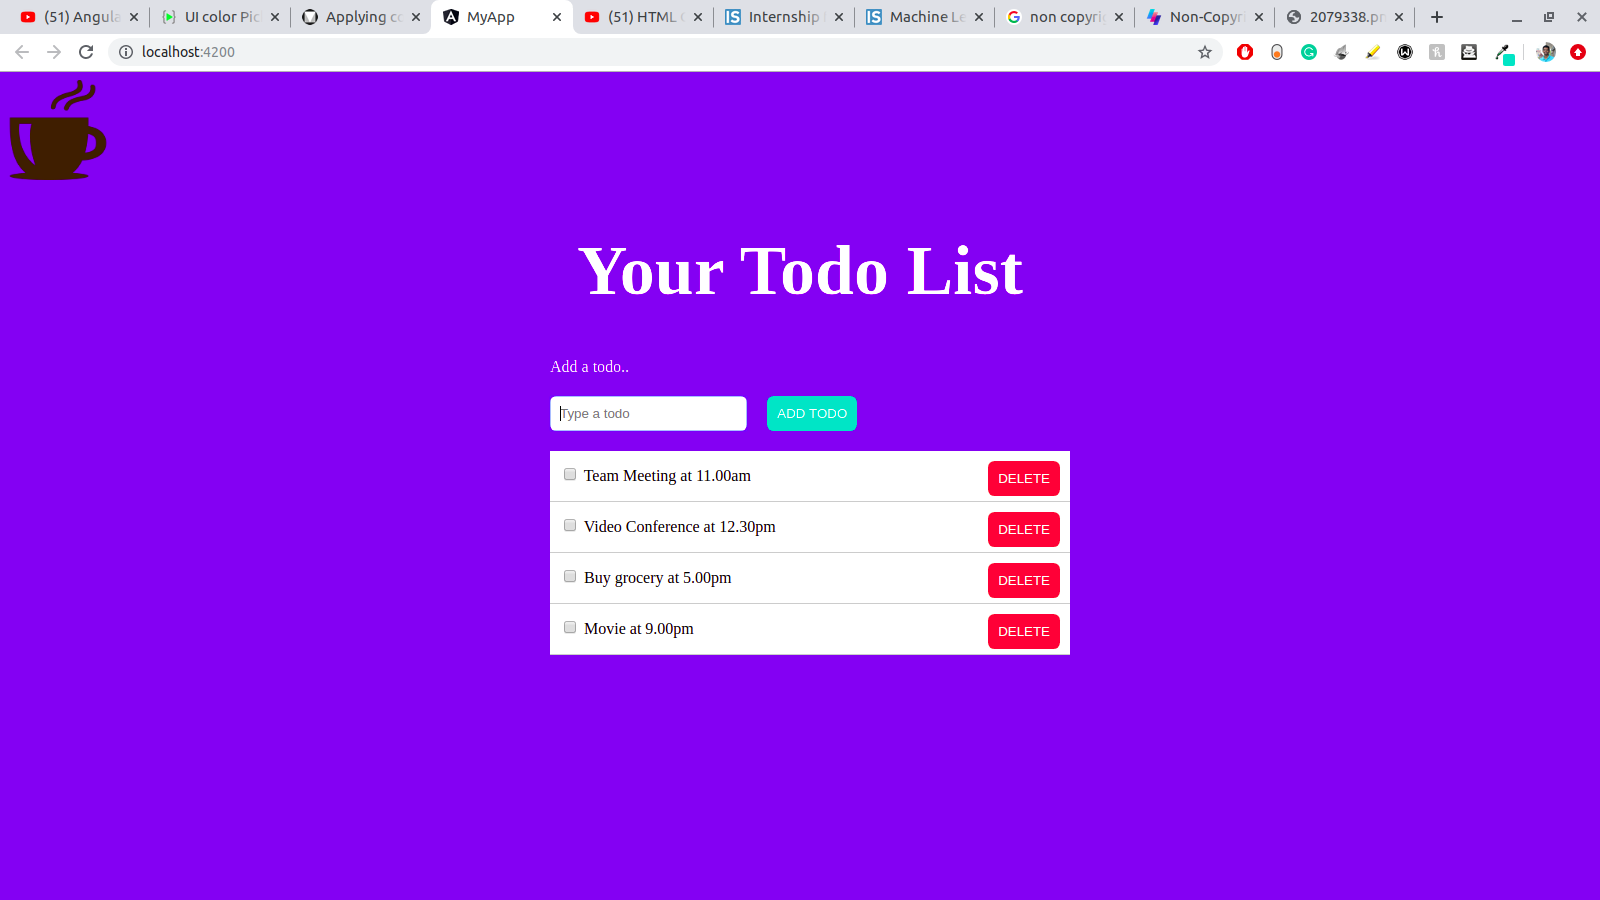 (51) Angula
UI color Pic
Applying co
MyApp
(51) HTML
Internship
Machine Le
non copyri
Non-Copyr
2079338.p
localhost:4200
Your Todo List
Add a todo..
Type a todo
ADD TODO
Team Meeting at 11.00am
DELETE
Video Conference at 12.30pm
DELETE
Buy grocery at 5.00pm
DELETE
Movie at 9.00pm
DELETE